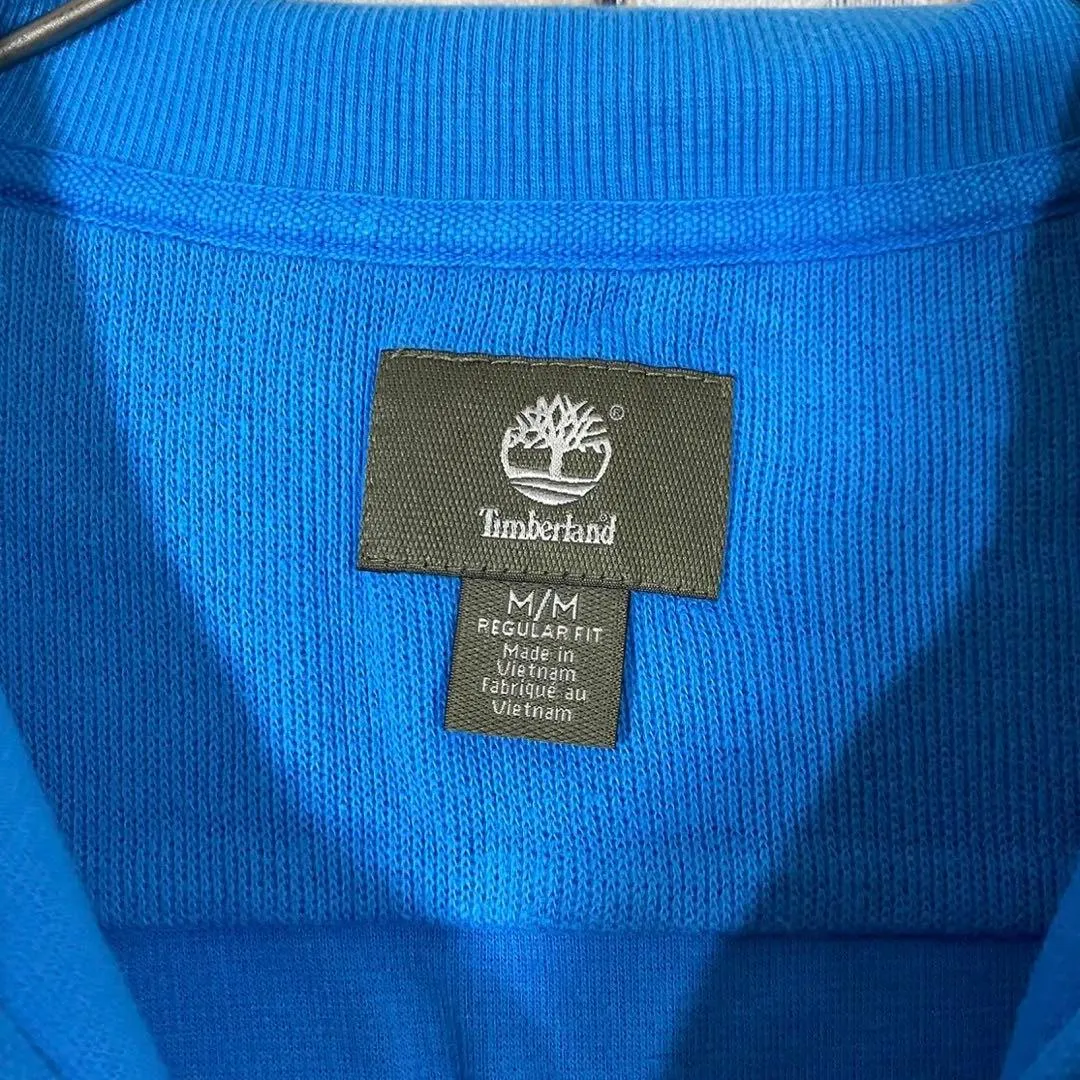 ®
Timberland
M/M
REGULAR FIT
Made in
Vietnam
Fabriqué au
Vietnam